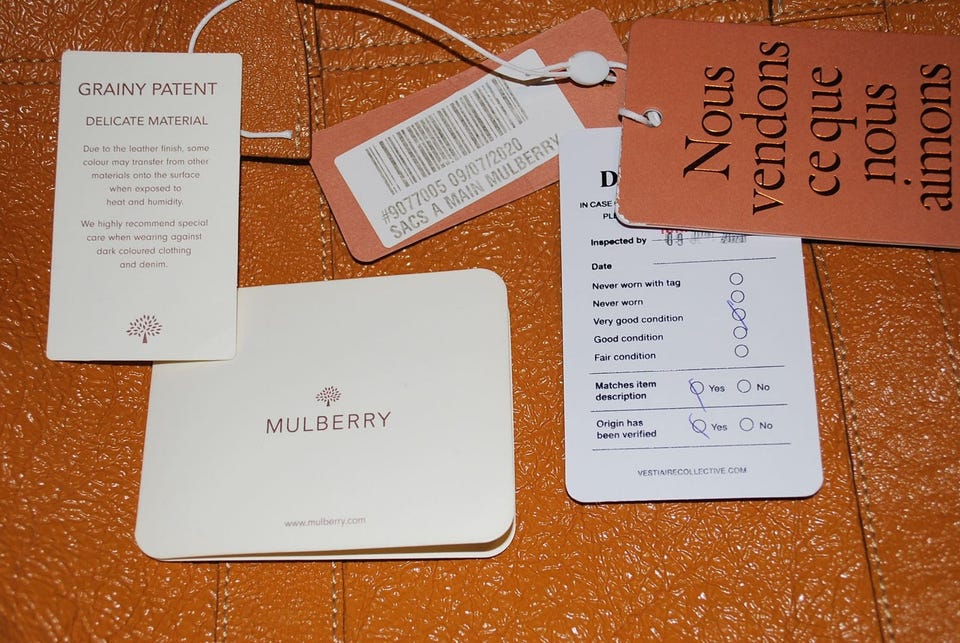 GRAINY PATENT
DELICATE MATERIAL
Due to the leather finish, some
colour may transfer from other
materials onto the surface
when exposed to
heat and humidity.
We highly recommend special
care when wearing against
dark coloured clothing
and denim.
MULBERRY
www.mulberry.com
#9077005 09/07/2020
SACS A MAIN MULBERRY
D
IN CASE
PL
Inspected by
Date
Never worn with tag
Never worn
Very good condition
Good condition
Fair condition
Matches item
description
Yes
No
Origin has
been verified
Yes
No
VESTIAIRECOLLECTIVE.COM
Nous
vendons
ce que
nous
aimons